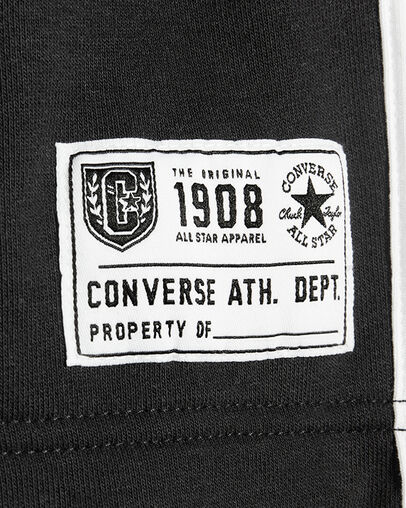 C
THE ORIGINAL
1908
ALL STAR APPAREL
CONVERSE
Chuck Taylor
ALL STAR
CONVERSE ATH. DEPT.
PROPERTY OF